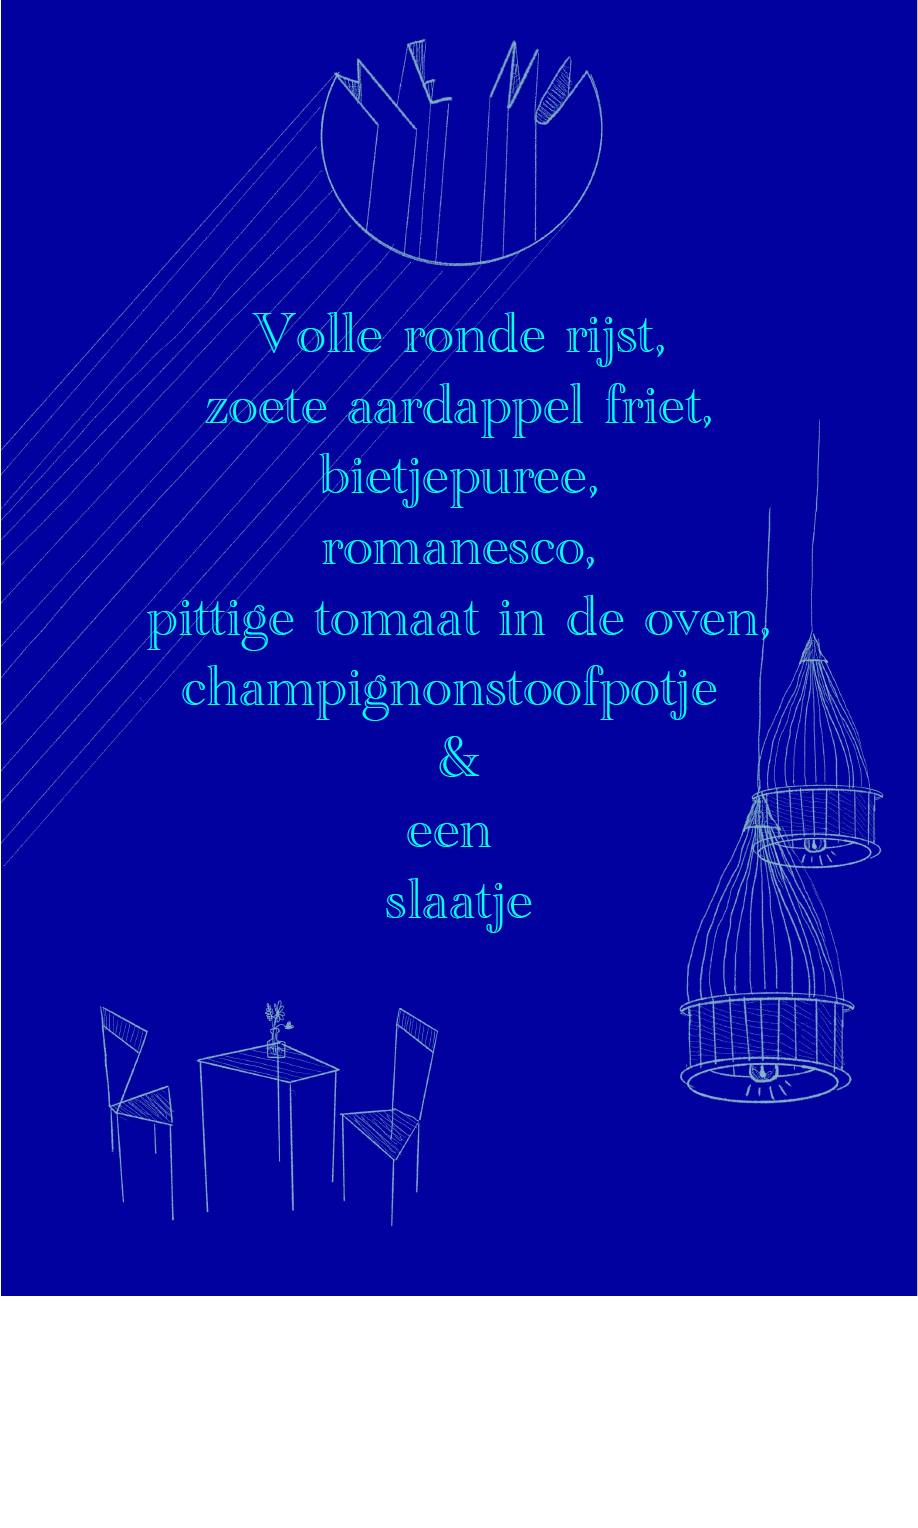 Volle ronde rijst,
zoete aardappel friet,
bietjepuree,
romanesco,
pittige tomaat in de oven,
champignonstoofpotje
&
een
slaatje